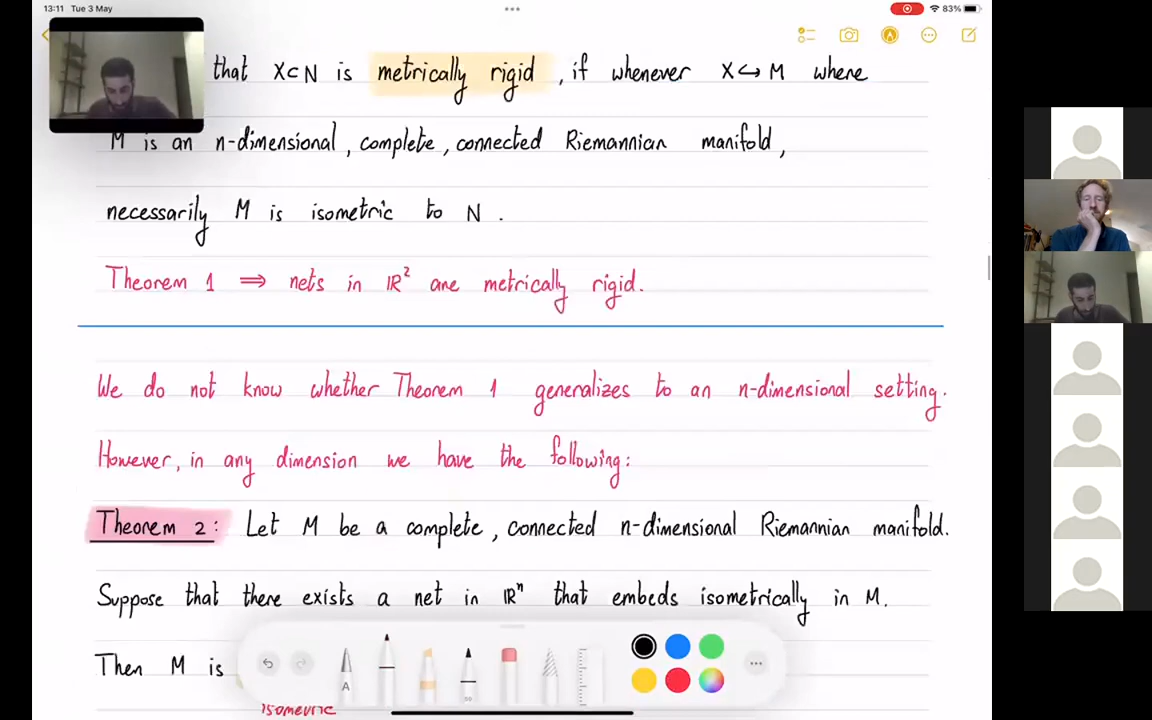 13:11 Tue 3 May
83%
that X⊂N is metrically rigid, if whenever X↪M where
M is an n-dimensional, complete, connected Riemannian manifold,
necessarily M is isometric to N.
Theorem 1 ⟹ nets in ℝ² are metrically rigid.
We do not know whether Theorem 1 generalizes to an n-dimensional setting.
However, in any dimension we have the following:
Theorem 2: Let M be a complete, connected n-dimensional Riemannian manifold.
Suppose that there exists a net in ℝⁿ that embeds isometrically in M.
Then M is
A
50
isometric